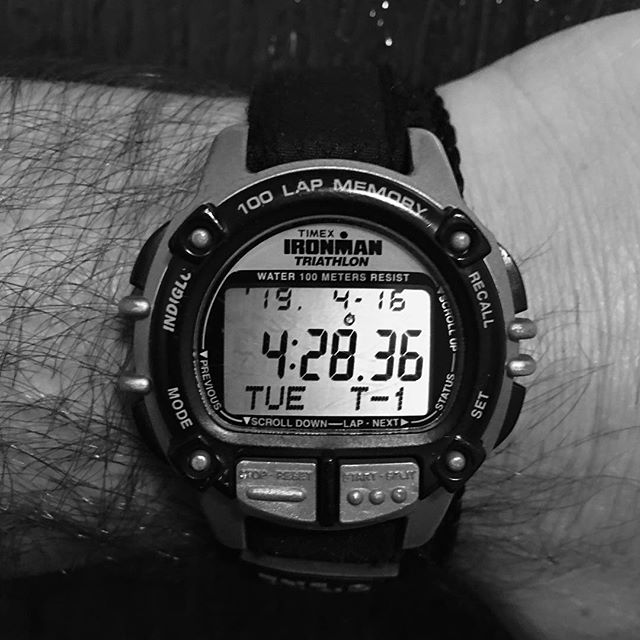 100 LAP MEMORY
TIMEX
IRONMAN
TRIATHLON
WATER 100 METERS RESIST
INDIGLO
RECALL
'19. 4-16
▲SCROLL UP
4:28.36
◀PREVIOUS
STATUS
TUE T-1
MODE
SET
▼SCROLL DOWN—LAP·NEXT▶
STOP·RESET
START·SPLIT